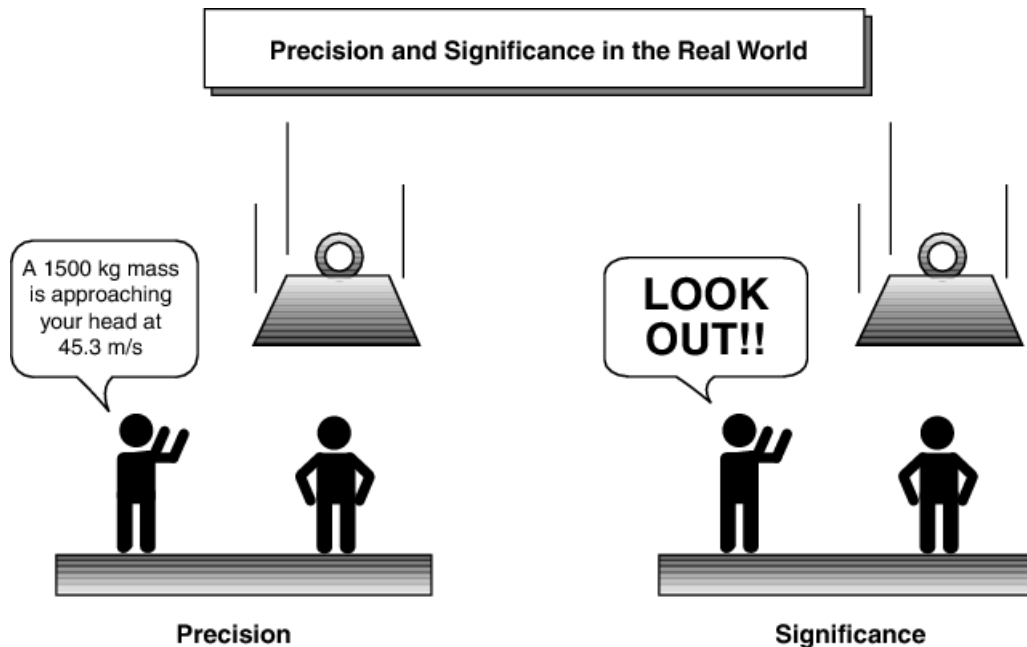 Precision and Significance in the Real World
A 1500 kg mass
is approaching
your head at
45.3 m/s
LOOK
OUT!!
Precision
Significance